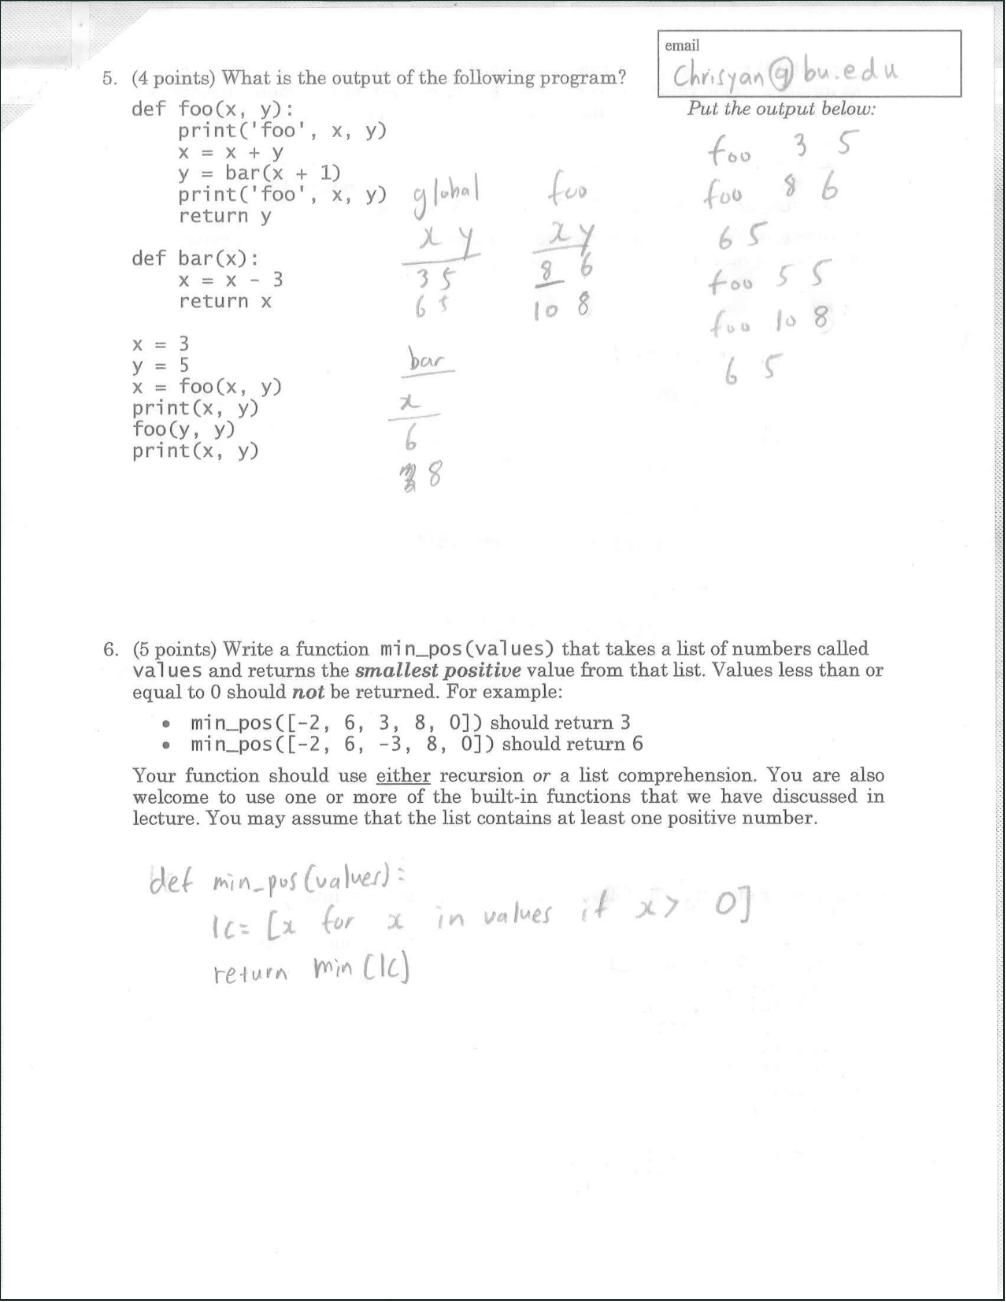 email
Chrisyan@bu.edu
5. (4 points) What is the output of the following program?
Put the output below:
def foo(x, y):
    print('foo', x, y)
    x = x + y
    y = bar(x + 1)
    print('foo', x, y)
    return y
def bar(x):
    x = x - 3
    return x
x = 3
y = 5
x = foo(x, y)
print(x, y)
foo(y, y)
print(x, y)
global
x y
3 5
6 5
foo
x y
8 6
10 8
bar
x
6
8
foo 3 5
foo 8 6
6 5
foo 5 5
foo 10 8
6 5
6. (5 points) Write a function min_pos(values) that takes a list of numbers called
values and returns the smallest positive value from that list. Values less than or
equal to 0 should not be returned. For example:
• min_pos([-2, 6, 3, 8, 0]) should return 3
• min_pos([-2, 6, -3, 8, 0]) should return 6
Your function should use either recursion or a list comprehension. You are also
welcome to use one or more of the built-in functions that we have discussed in
lecture. You may assume that the list contains at least one positive number.
def min_pos(values):
    lc= [x for x in values if x> 0]
    return min(lc)